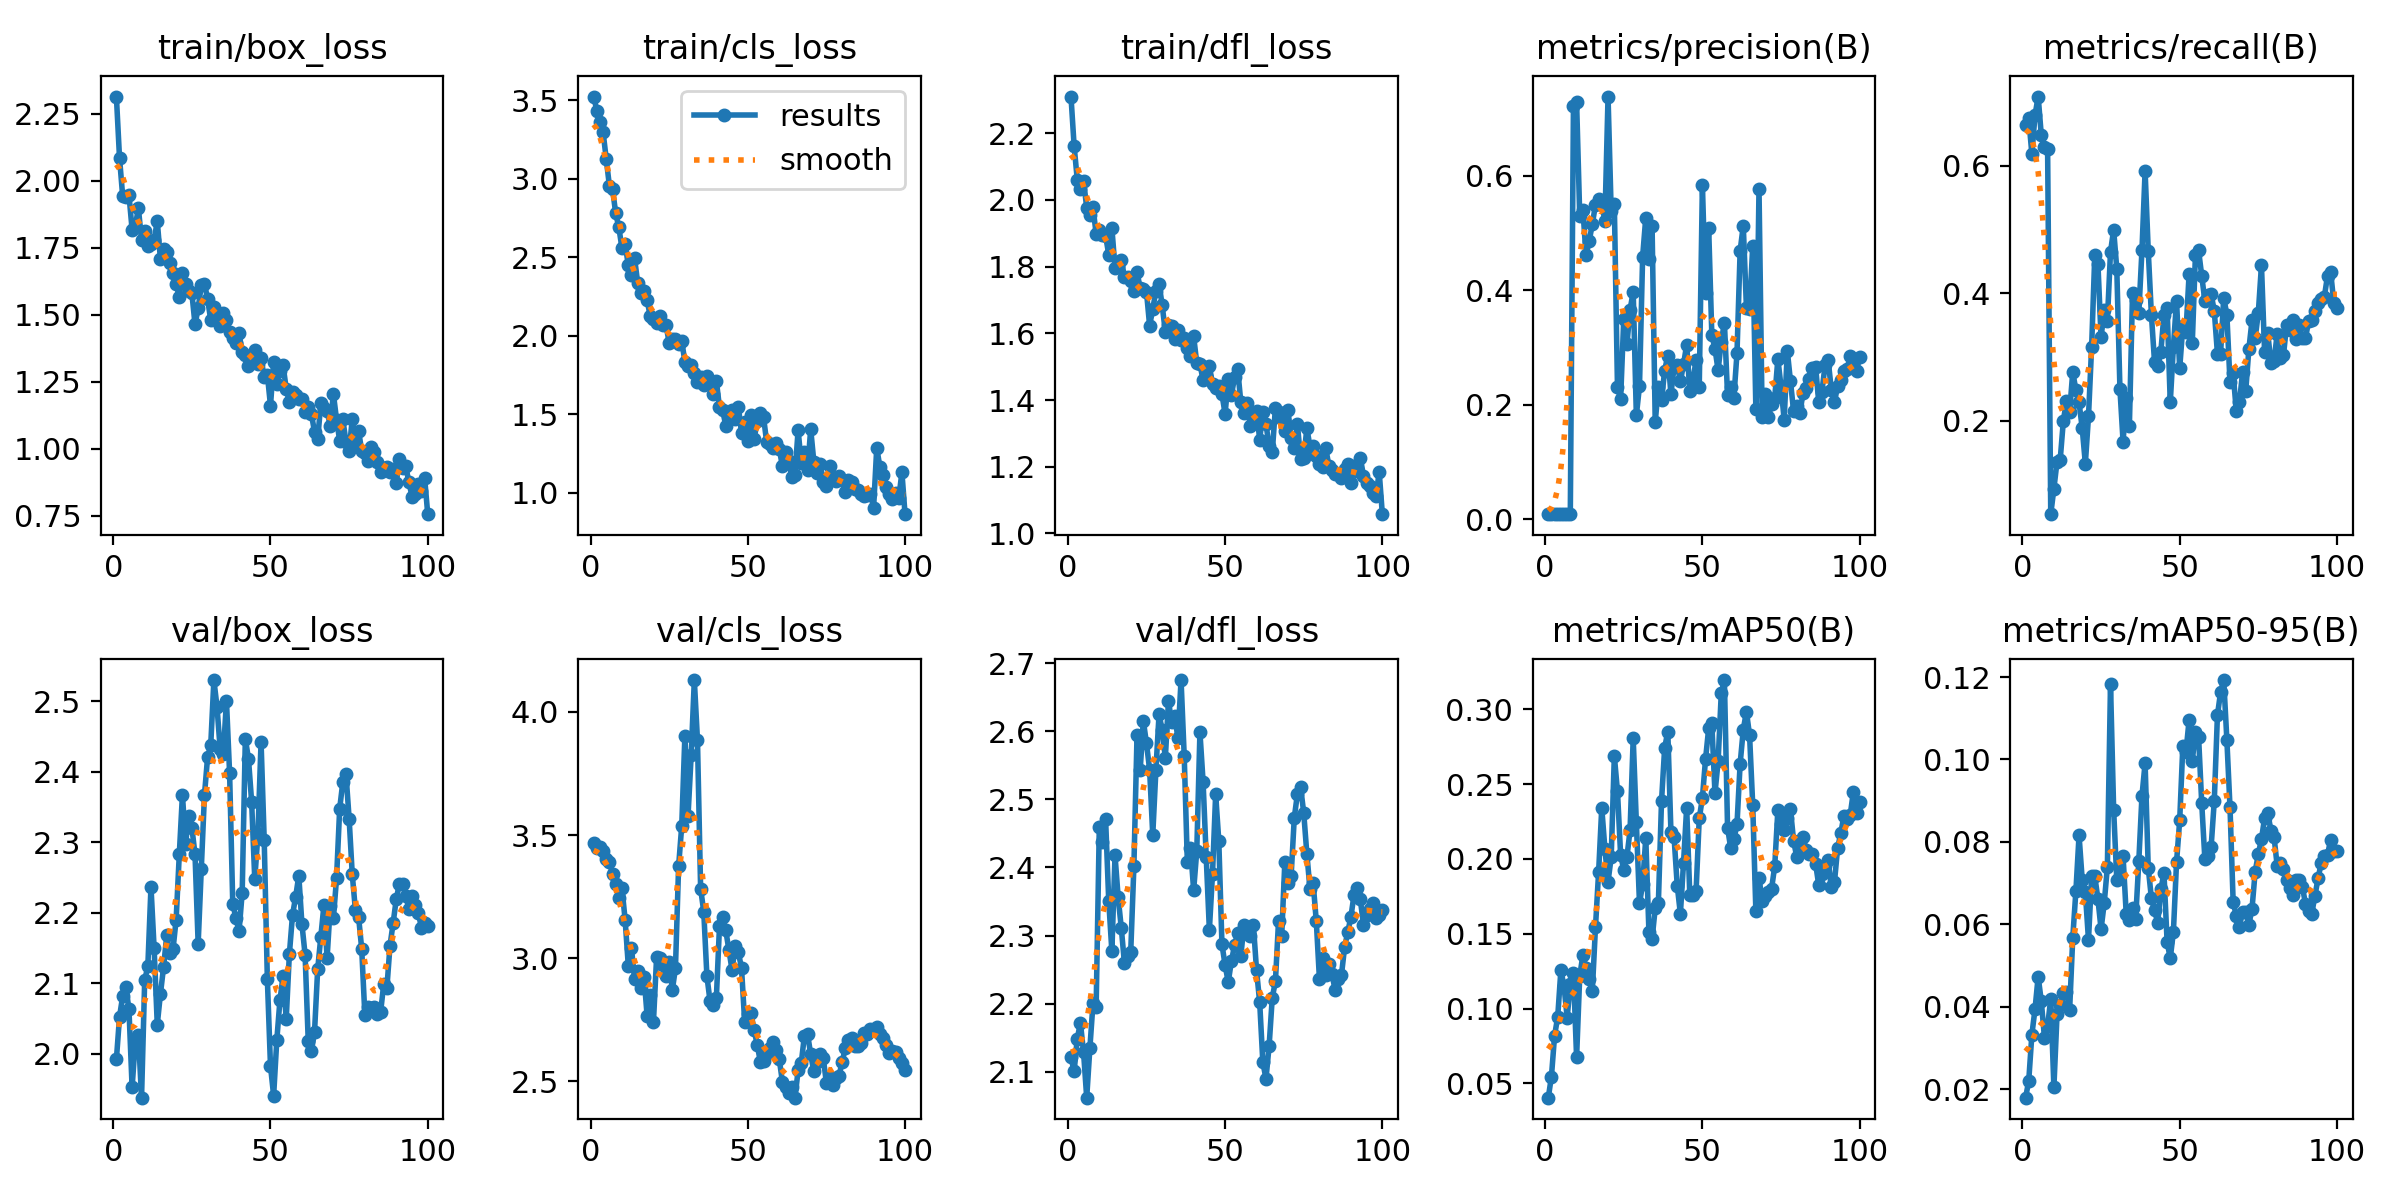 train/box_loss
2.25
2.00
1.75
1.50
1.25
1.00
0.75
0 50 100
train/cls_loss
results
smooth
3.5
3.0
2.5
2.0
1.5
1.0
0 50 100
train/dfl_loss
2.2
2.0
1.8
1.6
1.4
1.2
1.0
0 50 100
metrics/precision(B)
0.6
0.4
0.2
0.0
0 50 100
metrics/recall(B)
0.6
0.4
0.2
0 50 100
val/box_loss
2.5
2.4
2.3
2.2
2.1
2.0
0 50 100
val/cls_loss
4.0
3.5
3.0
2.5
0 50 100
val/dfl_loss
2.7
2.6
2.5
2.4
2.3
2.2
2.1
0 50 100
metrics/mAP50(B)
0.30
0.25
0.20
0.15
0.10
0.05
0 50 100
metrics/mAP50-95(B)
0.12
0.10
0.08
0.06
0.04
0.02
0 50 100